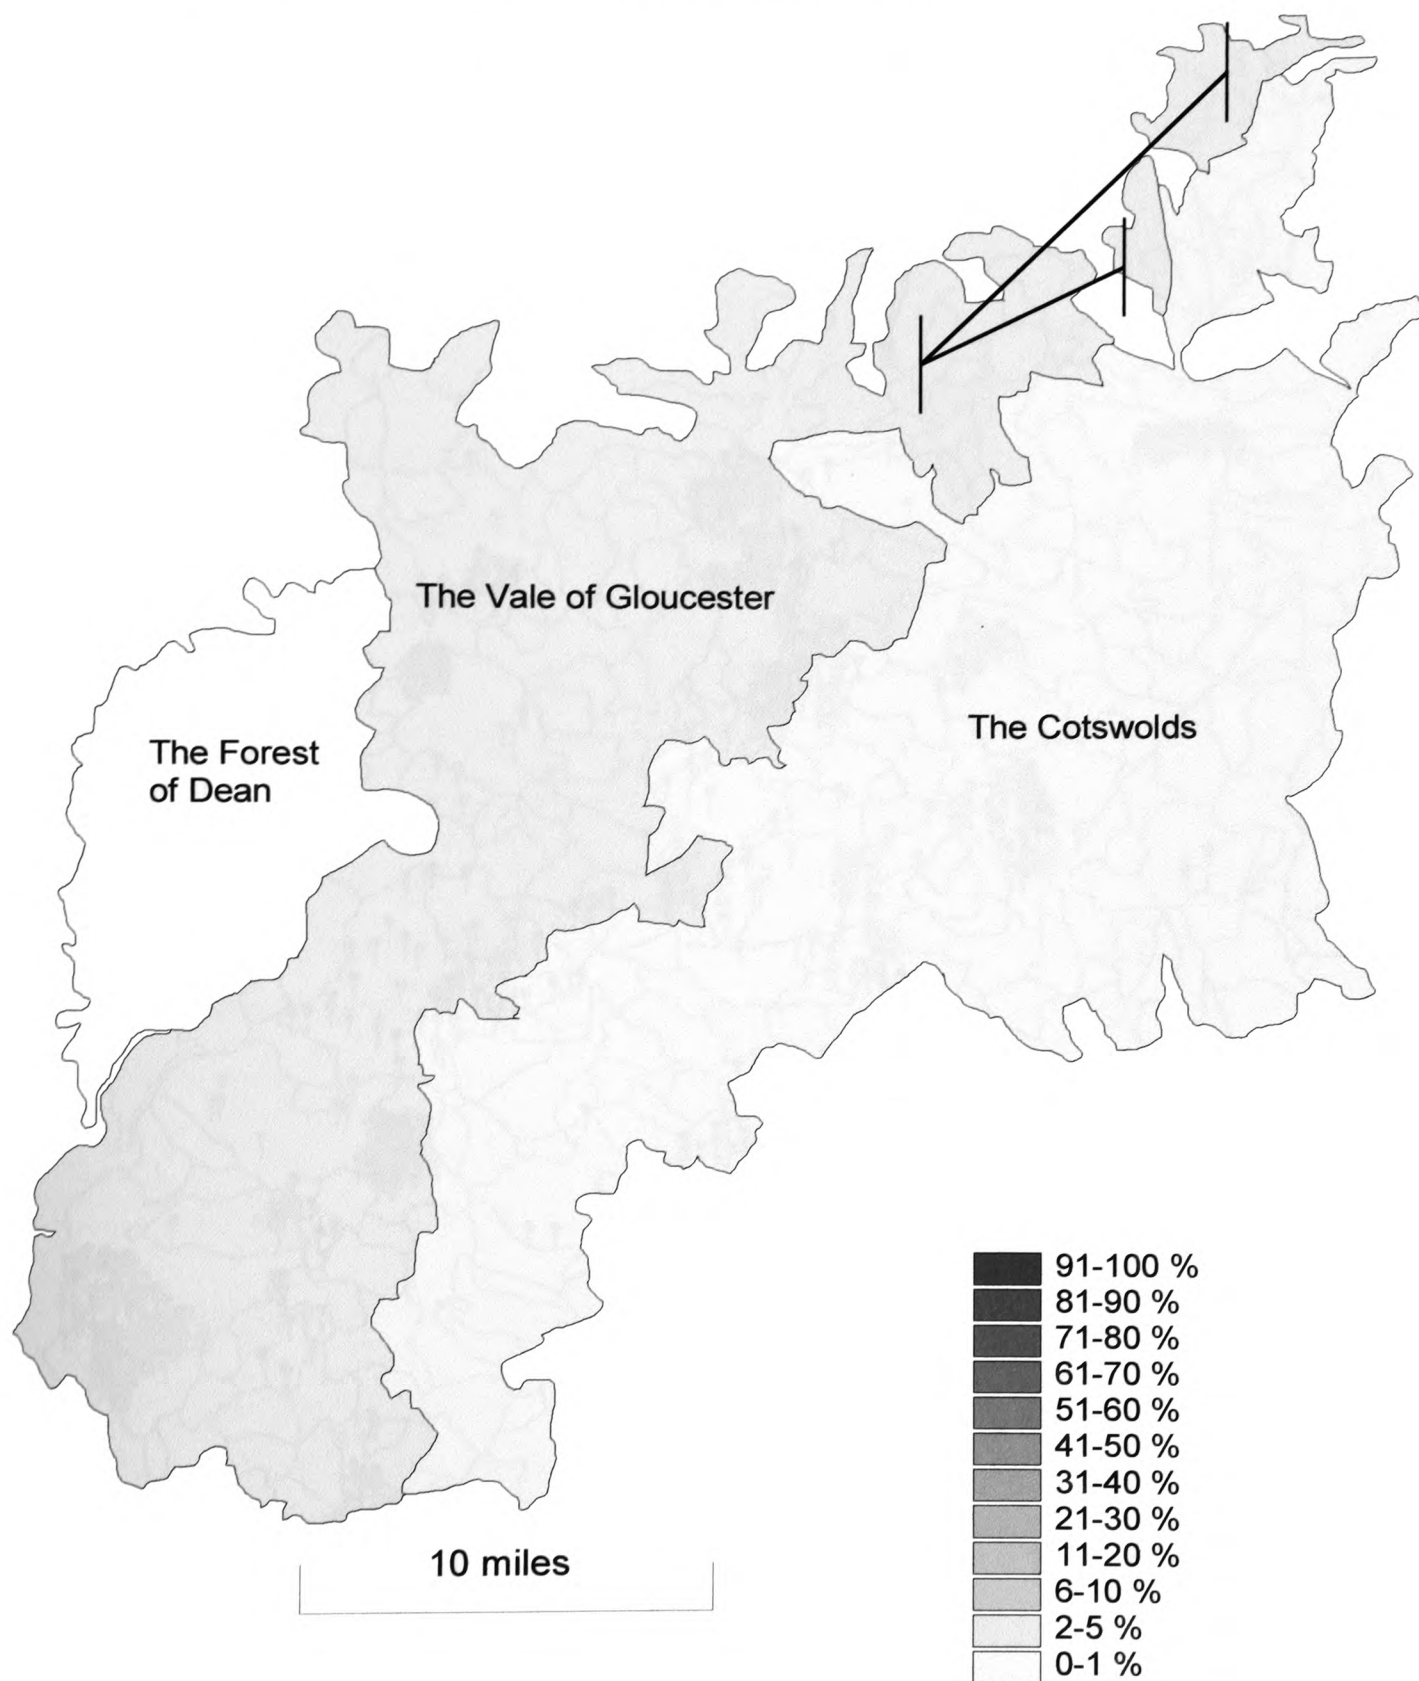 The Vale of Gloucester
The Cotswolds
The Forest
of Dean
10 miles
91-100 %
81-90 %
71-80 %
61-70 %
51-60 %
41-50 %
31-40 %
21-30 %
11-20 %
6-10 %
2-5 %
0-1 %